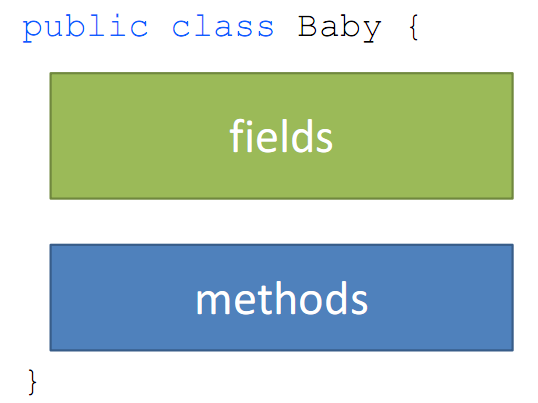 public class Baby {
fields
methods
}